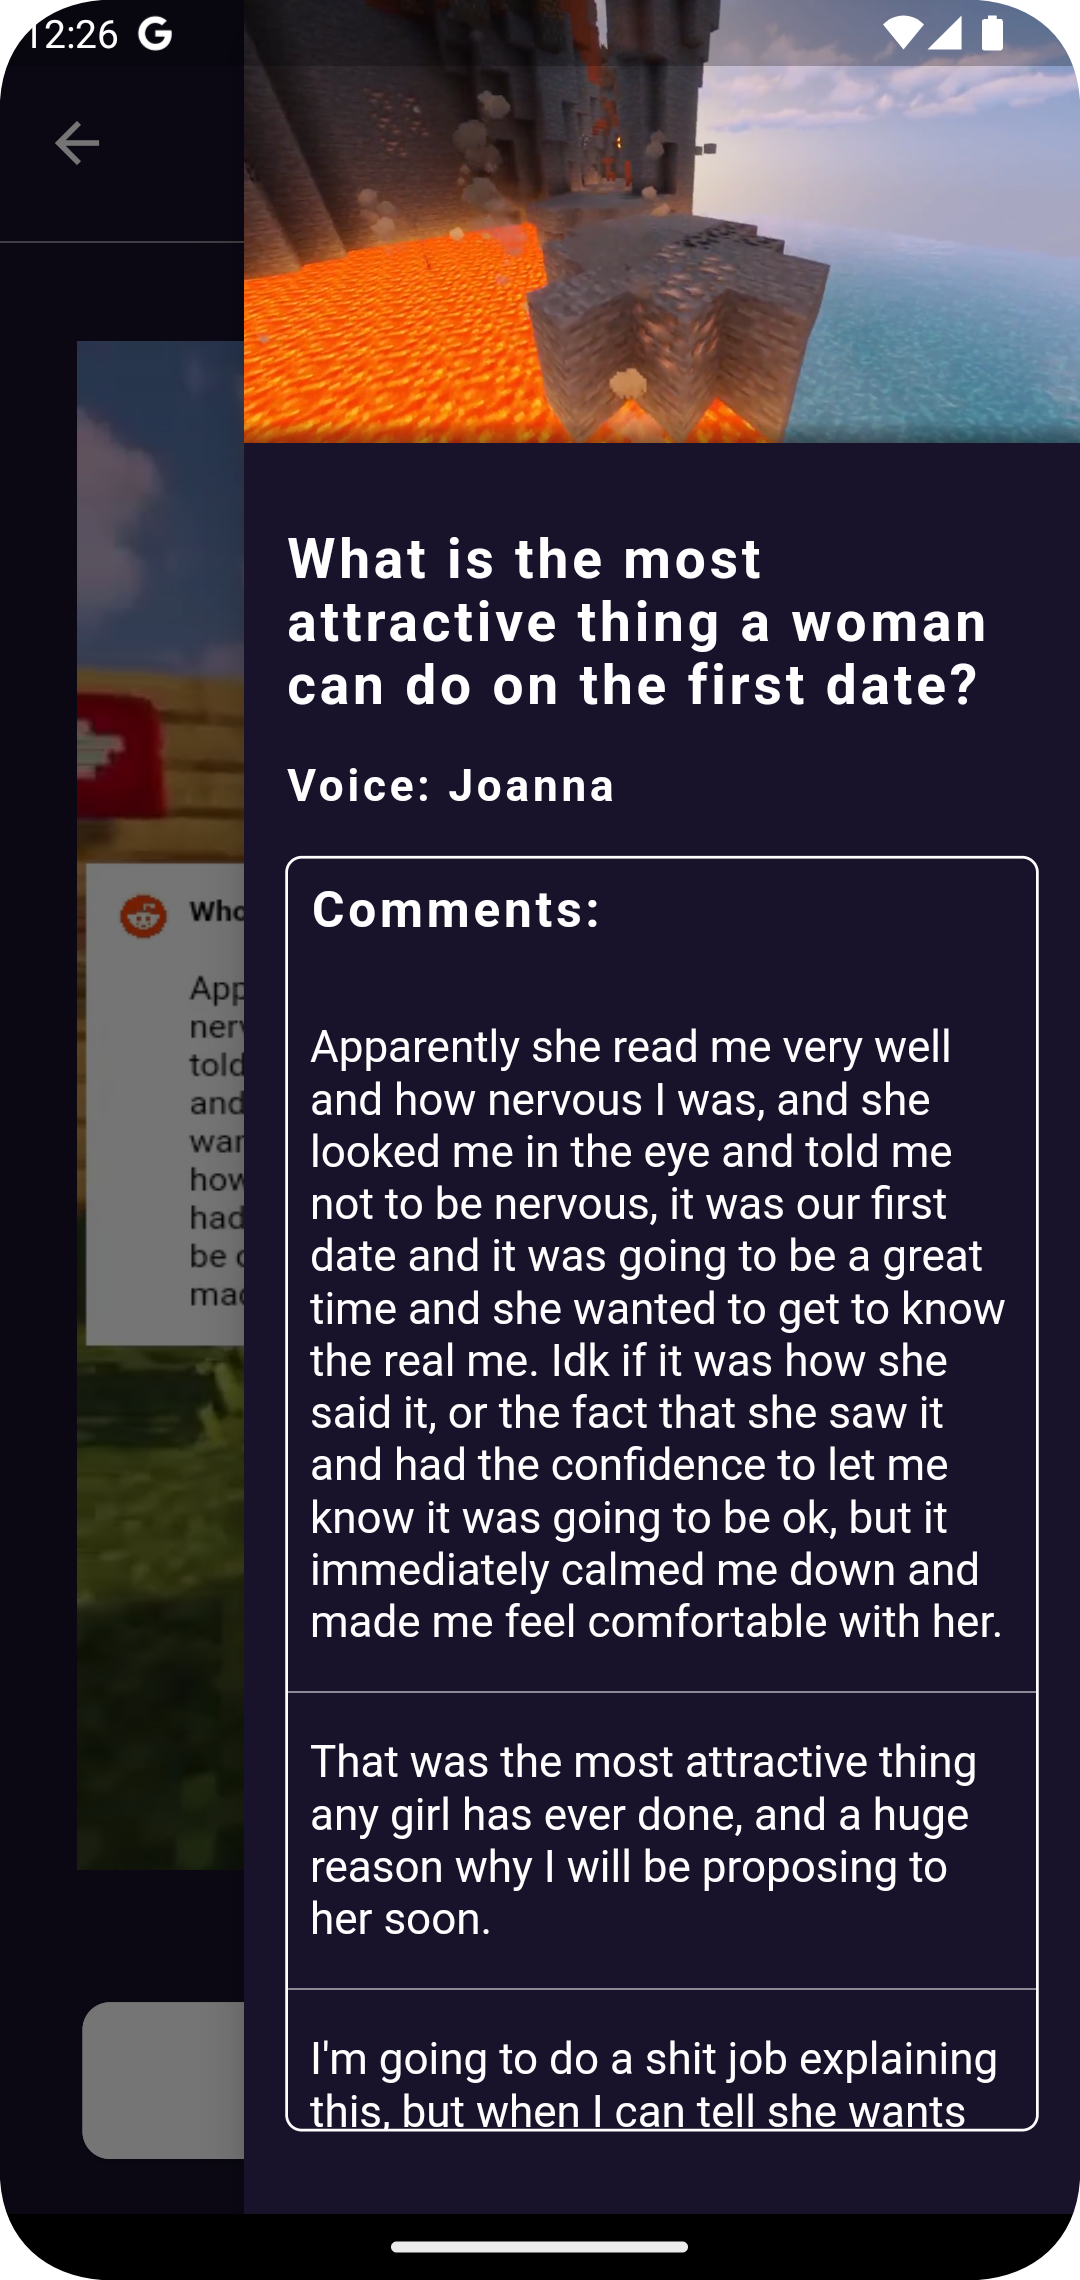 12:26 G
What is the most
attractive thing a woman
can do on the first date?
Voice: Joanna
Comments:
Apparently she read me very well
and how nervous I was, and she
looked me in the eye and told me
not to be nervous, it was our first
date and it was going to be a great
time and she wanted to get to know
the real me. Idk if it was how she
said it, or the fact that she saw it
and had the confidence to let me
know it was going to be ok, but it
immediately calmed me down and
made me feel comfortable with her.
That was the most attractive thing
any girl has ever done, and a huge
reason why I will be proposing to
her soon.
I'm going to do a shit job explaining
this, but when I can tell she wants
told
and
had